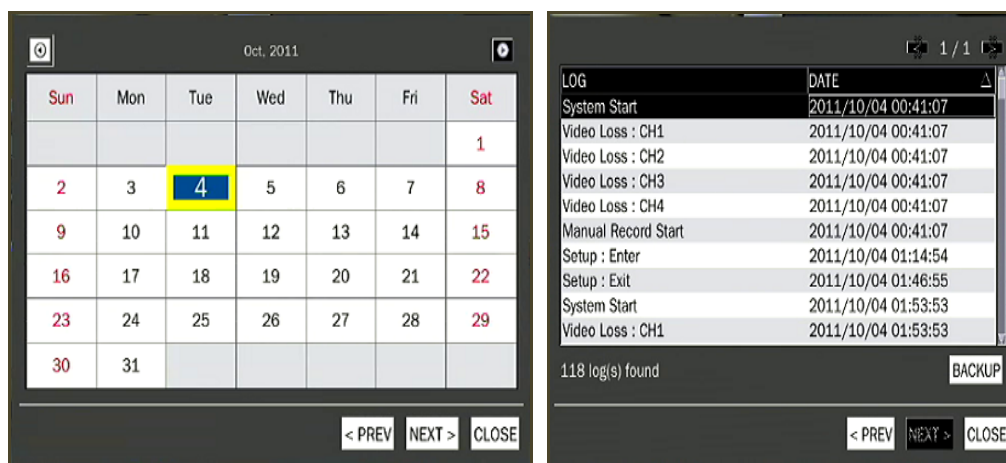 Oct, 2011
Sun Mon Tue Wed Thu Fri Sat
1
2 3 4 5 6 7 8
9 10 11 12 13 14 15
16 17 18 19 20 21 22
23 24 25 26 27 28 29
30 31
< PREV NEXT > CLOSE
1 / 1
LOG DATE
System Start 2011/10/04 00:41:07
Video Loss : CH1 2011/10/04 00:41:07
Video Loss : CH2 2011/10/04 00:41:07
Video Loss : CH3 2011/10/04 00:41:07
Video Loss : CH4 2011/10/04 00:41:07
Manual Record Start 2011/10/04 00:41:07
Setup : Enter 2011/10/04 01:14:54
Setup : Exit 2011/10/04 01:46:55
System Start 2011/10/04 01:53:53
Video Loss : CH1 2011/10/04 01:53:53
118 log(s) found BACKUP
< PREV NEXT > CLOSE